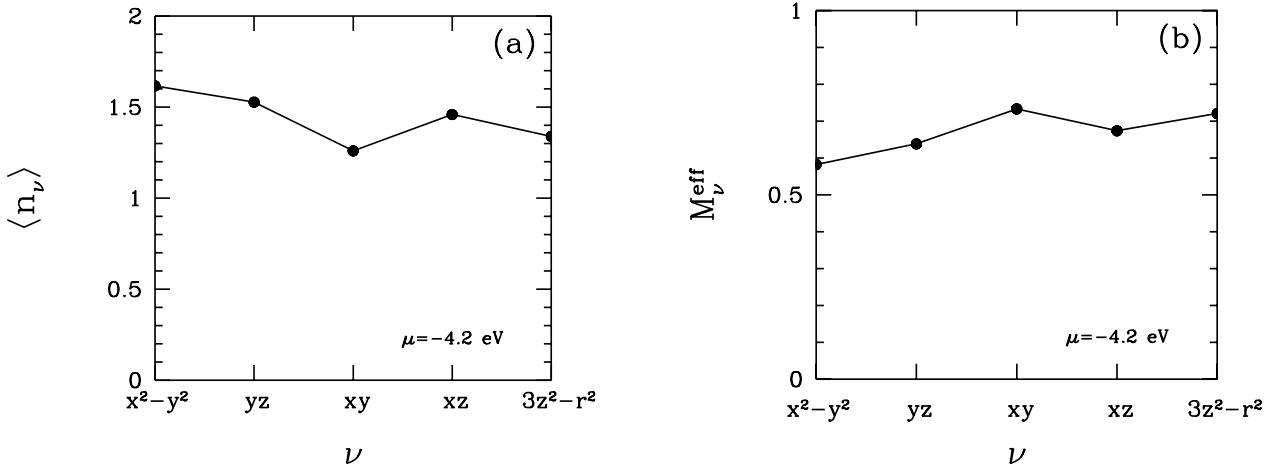 (a)
2
1.5
1
0.5
0
⟨n_ν⟩
μ=−4.2 eV
x²−y² yz xy xz 3z²−r²
ν
(b)
1
0.5
0
M_ν^eff
μ=−4.2 eV
x²−y² yz xy xz 3z²−r²
ν